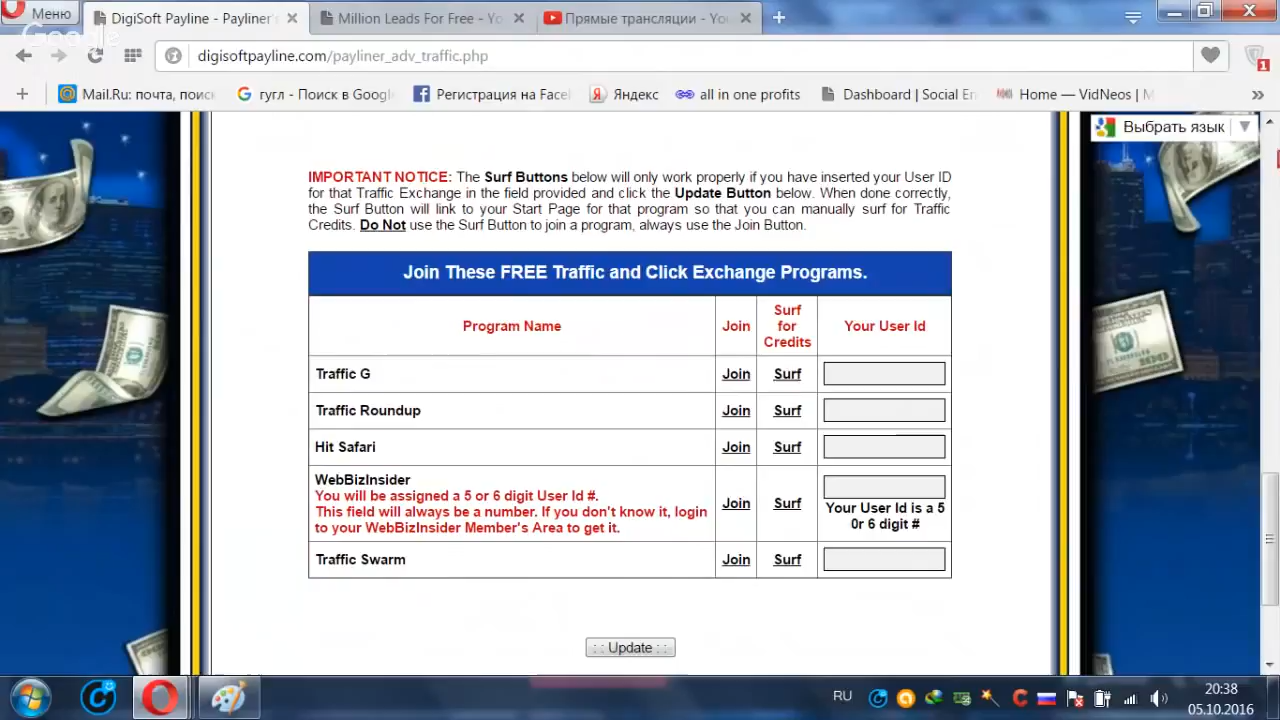 Меню
DigiSoft Payline - Payliner's
Million Leads For Free - Yo
Прямые трансляции - You
Google
digisoftpayline.com/payliner_adv_traffic.php
1
Mail.Ru: почта, поиск
гугл - Поиск в Google
Регистрация на Facel
Яндекс
all in one profits
Dashboard | Social En
Home — VidNeos | M
Выбрать язык
IMPORTANT NOTICE: The Surf Buttons below will only work properly if you have inserted your User ID
for that Traffic Exchange in the field provided and click the Update Button below. When done correctly,
the Surf Button will link to your Start Page for that program so that you can manually surf for Traffic
Credits. Do Not use the Surf Button to join a program, always use the Join Button.
Join These FREE Traffic and Click Exchange Programs.
Program Name
Join
Surf
for
Credits
Your User Id
Traffic G
Join
Surf
Traffic Roundup
Join
Surf
Hit Safari
Join
Surf
WebBizInsider
You will be assigned a 5 or 6 digit User Id #.
This field will always be a number. If you don't know it, login
to your WebBizInsider Member's Area to get it.
Join
Surf
Your User Id is a 5
0r 6 digit #
Traffic Swarm
Join
Surf
: : Update : :
RU
20:38
05.10.2016